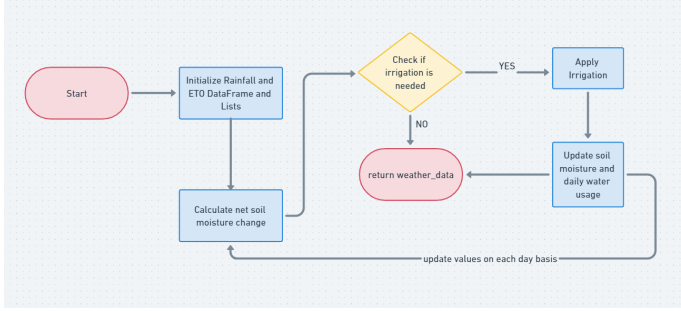 Start
Initialize Rainfall and
ETO DataFrame and
Lists
Calculate net soil
moisture change
Check if
irrigation is
needed
YES
Apply
Irrigation
NO
return weather_data
Update soil
moisture and
daily water
usage
update values on each day basis